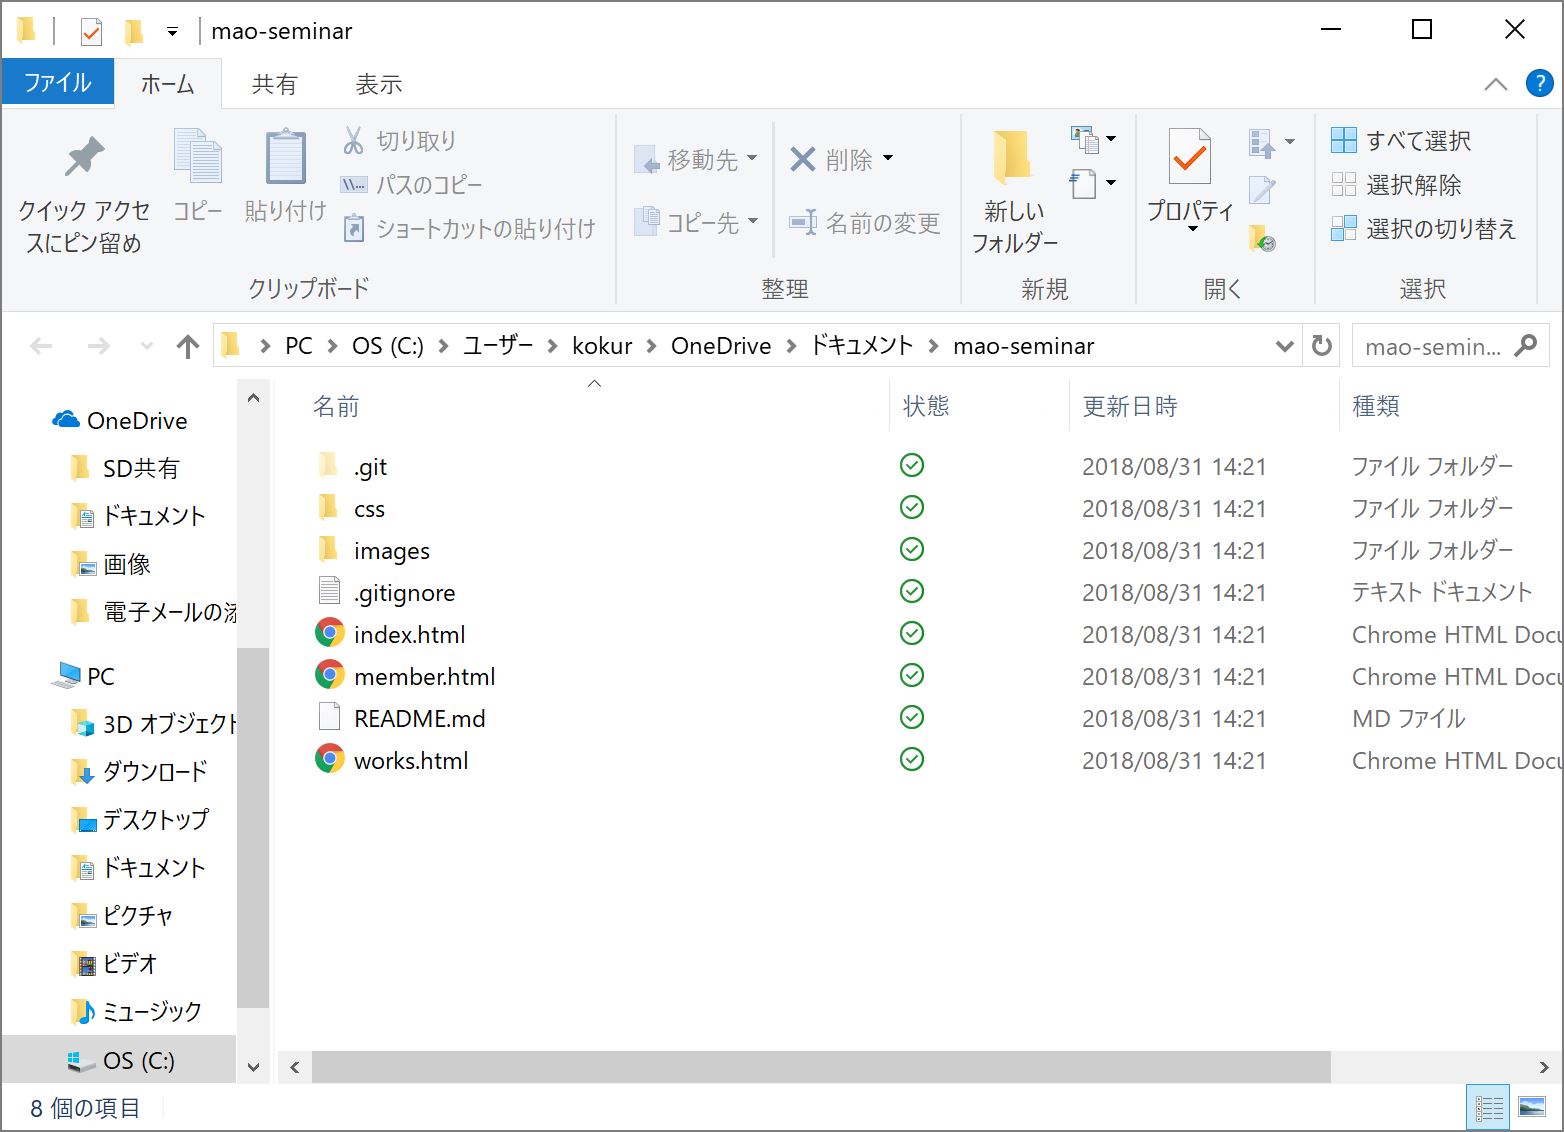 mao-seminar
ファイル
ホーム
共有
表示
?
クイック アクセスにピン留め
コピー
貼り付け
切り取り
パスのコピー
ショートカットの貼り付け
クリップボード
移動先
コピー先
削除
名前の変更
整理
新しい
フォルダー
新規
プロパティ
開く
すべて選択
選択解除
選択の切り替え
選択
PC
OS (C:)
ユーザー
kokur
OneDrive
ドキュメント
mao-seminar
mao-semin...
OneDrive
SD共有
ドキュメント
画像
電子メールの
PC
3D オブジェクト
ダウンロード
デスクトップ
ドキュメント
ピクチャ
ビデオ
ミュージック
OS (C:)
名前 状態 更新日時 種類
.git 2018/08/31 14:21 ファイル フォルダー
css 2018/08/31 14:21 ファイル フォルダー
images 2018/08/31 14:21 ファイル フォルダー
.gitignore 2018/08/31 14:21 テキスト ドキュメント
index.html 2018/08/31 14:21 Chrome HTML Docu
member.html 2018/08/31 14:21 Chrome HTML Docu
README.md 2018/08/31 14:21 MD ファイル
works.html 2018/08/31 14:21 Chrome HTML Docu
8 個の項目